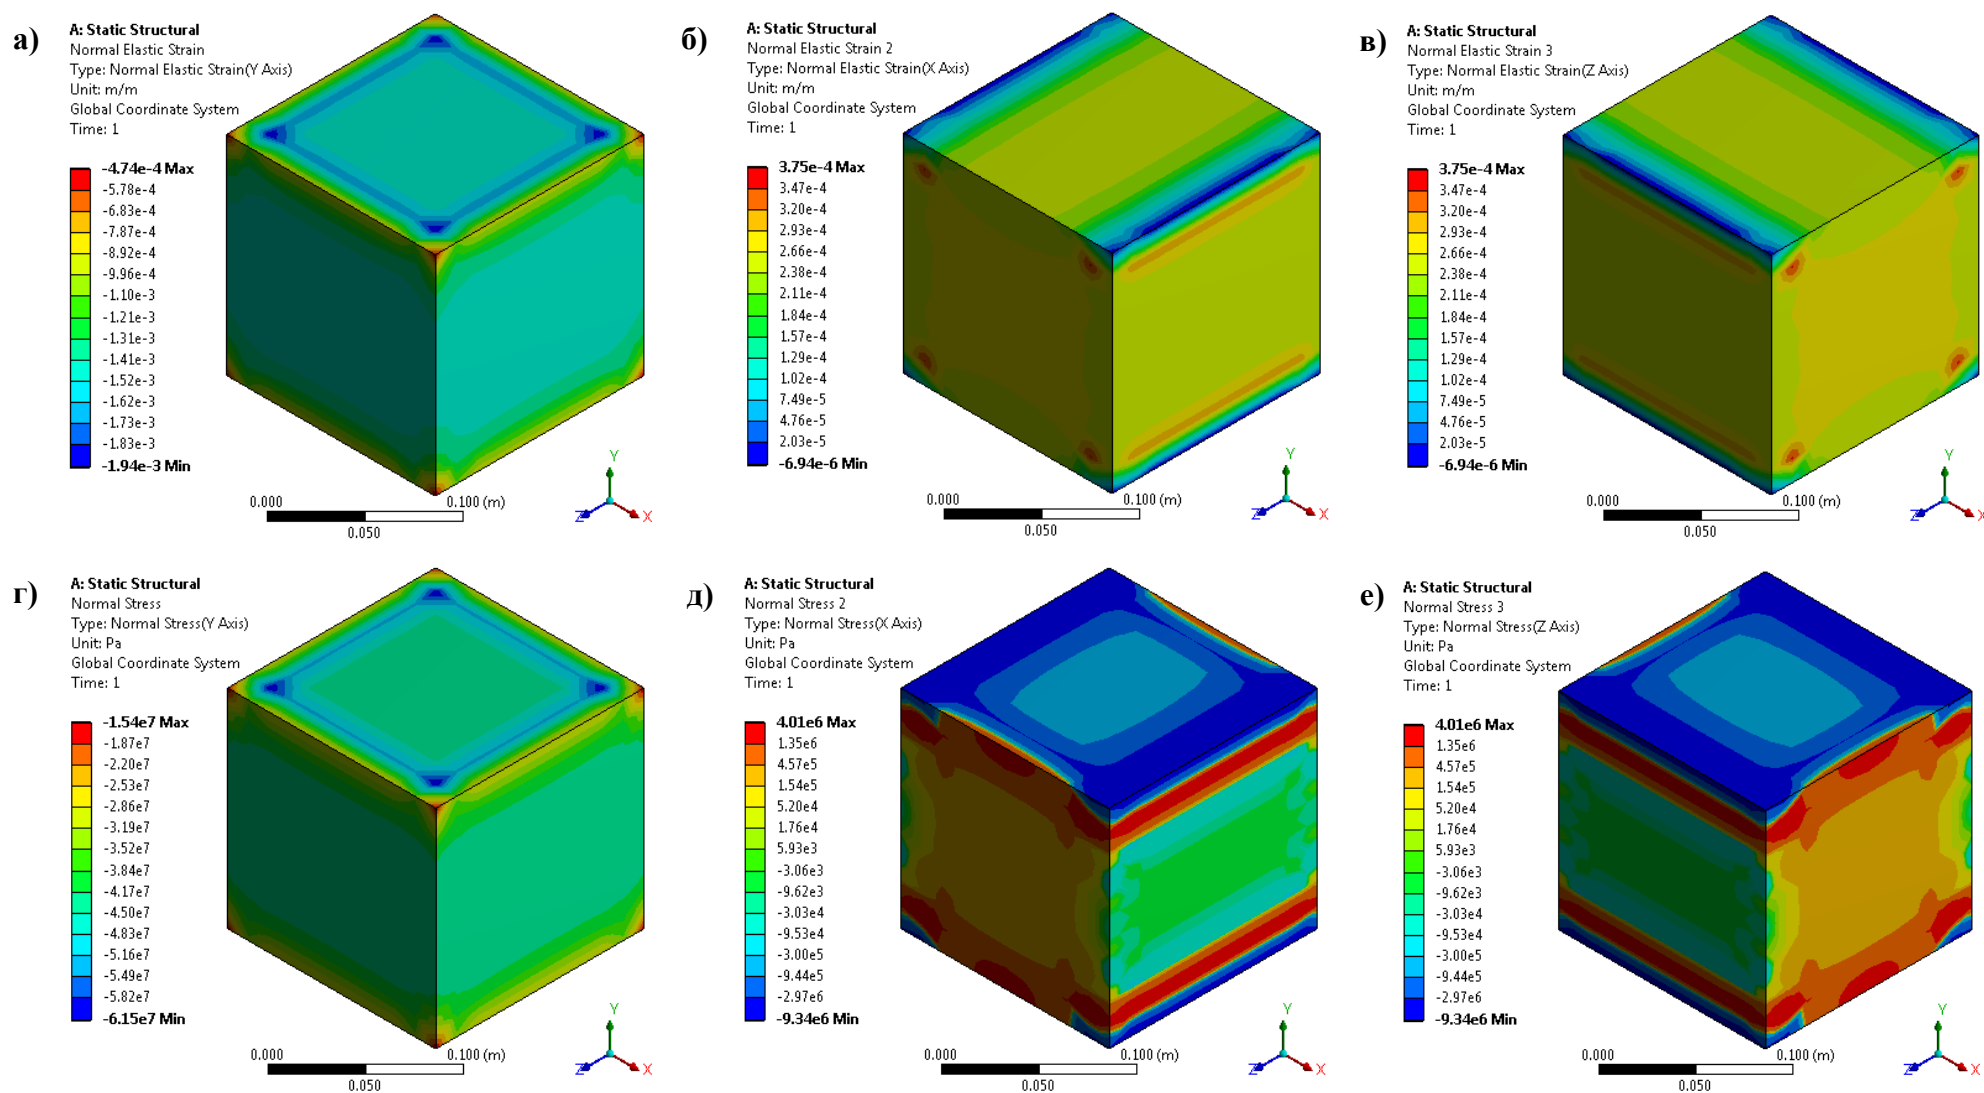 а)
A: Static Structural
Normal Elastic Strain
Type: Normal Elastic Strain(Y Axis)
Unit: m/m
Global Coordinate System
Time: 1
-4.74e-4 Max
-5.78e-4
-6.83e-4
-7.87e-4
-8.92e-4
-9.96e-4
-1.10e-3
-1.21e-3
-1.31e-3
-1.41e-3
-1.52e-3
-1.62e-3
-1.73e-3
-1.83e-3
-1.94e-3 Min
0.000
0.100 (m)
0.050
Y
Z
X
б)
A: Static Structural
Normal Elastic Strain 2
Type: Normal Elastic Strain(X Axis)
Unit: m/m
Global Coordinate System
Time: 1
3.75e-4 Max
3.47e-4
3.20e-4
2.93e-4
2.66e-4
2.38e-4
2.11e-4
1.84e-4
1.57e-4
1.29e-4
1.02e-4
7.49e-5
4.76e-5
2.03e-5
-6.94e-6 Min
0.000
0.100 (m)
0.050
Y
Z
X
в)
A: Static Structural
Normal Elastic Strain 3
Type: Normal Elastic Strain(Z Axis)
Unit: m/m
Global Coordinate System
Time: 1
3.75e-4 Max
3.47e-4
3.20e-4
2.93e-4
2.66e-4
2.38e-4
2.11e-4
1.84e-4
1.57e-4
1.29e-4
1.02e-4
7.49e-5
4.76e-5
2.03e-5
-6.94e-6 Min
0.000
0.100 (m)
0.050
Y
Z
X
г)
A: Static Structural
Normal Stress
Type: Normal Stress(Y Axis)
Unit: Pa
Global Coordinate System
Time: 1
-1.54e7 Max
-1.87e7
-2.20e7
-2.53e7
-2.86e7
-3.19e7
-3.52e7
-3.84e7
-4.17e7
-4.50e7
-4.83e7
-5.16e7
-5.49e7
-5.82e7
-6.15e7 Min
0.000
0.100 (m)
0.050
Y
Z
X
д)
A: Static Structural
Normal Stress 2
Type: Normal Stress(X Axis)
Unit: Pa
Global Coordinate System
Time: 1
4.01e6 Max
1.35e6
4.57e5
1.54e5
5.20e4
1.76e4
5.93e3
-3.06e3
-9.62e3
-3.03e4
-9.53e4
-3.00e5
-9.44e5
-2.97e6
-9.34e6 Min
0.000
0.100 (m)
0.050
Y
Z
X
е)
A: Static Structural
Normal Stress 3
Type: Normal Stress(Z Axis)
Unit: Pa
Global Coordinate System
Time: 1
4.01e6 Max
1.35e6
4.57e5
1.54e5
5.20e4
1.76e4
5.93e3
-3.06e3
-9.62e3
-3.03e4
-9.53e4
-3.00e5
-9.44e5
-2.97e6
-9.34e6 Min
0.000
0.100 (m)
0.050
Y
Z
X